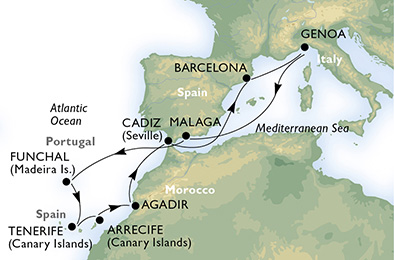 GENOA
Italy
BARCELONA
Spain
Atlantic
Ocean
CADIZ
(Seville)
MALAGA
Mediterranean Sea
Portugal
FUNCHAL
(Madeira Is.)
Morocco
Spain
AGADIR
TENERIFE
(Canary Islands)
ARRECIFE
(Canary Islands)